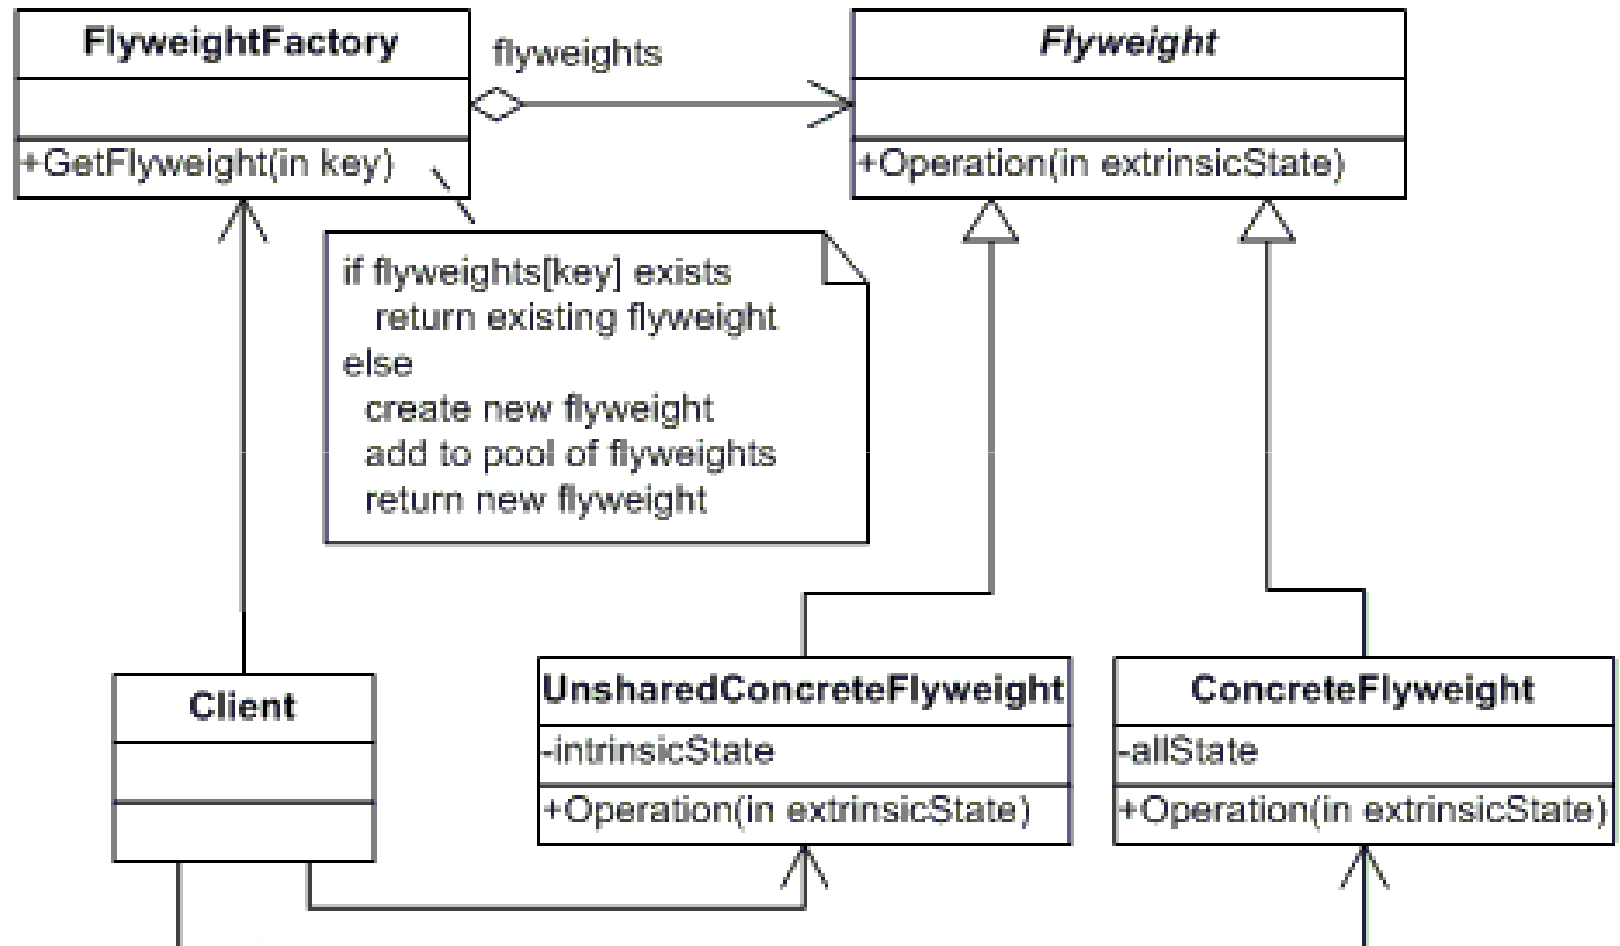 FlyweightFactory
+GetFlyweight(in key)
flyweights
Flyweight
+Operation(in extrinsicState)
if flyweights[key] exists
return existing flyweight
else
create new flyweight
add to pool of flyweights
return new flyweight
Client
UnsharedConcreteFlyweight
-intrinsicState
+Operation(in extrinsicState)
ConcreteFlyweight
-allState
+Operation(in extrinsicState)